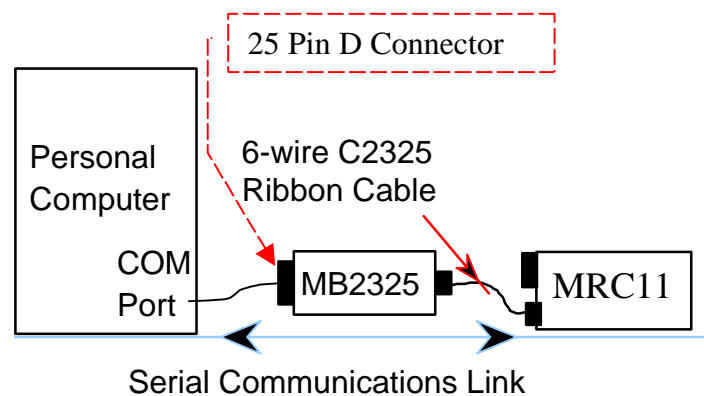 25 Pin D Connector
Personal
Computer
6-wire C2325
Ribbon Cable
COM
Port
MB2325
MRC11
Serial Communications Link